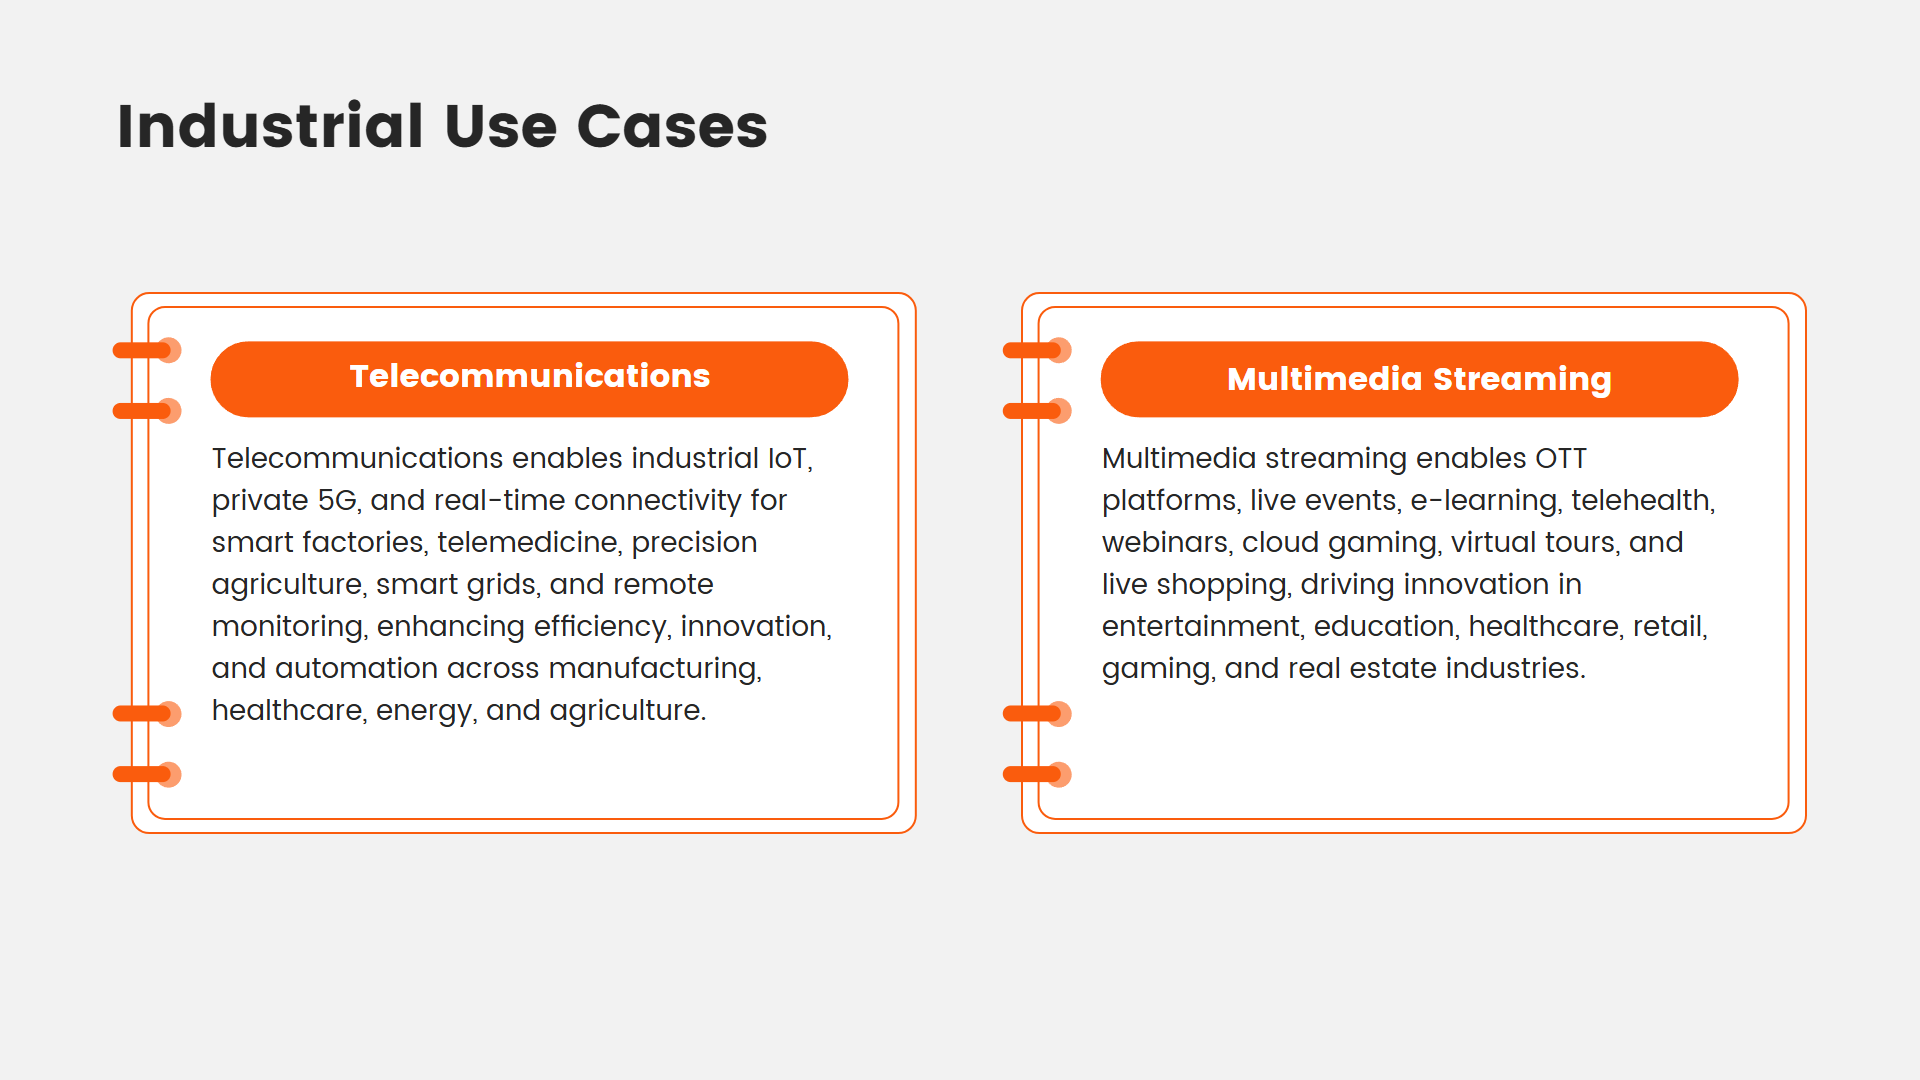 Industrial Use Cases
Telecommunications
Telecommunications enables industrial IoT,
private 5G, and real-time connectivity for
smart factories, telemedicine, precision
agriculture, smart grids, and remote
monitoring, enhancing efficiency, innovation,
and automation across manufacturing,
healthcare, energy, and agriculture.
Multimedia Streaming
Multimedia streaming enables OTT
platforms, live events, e-learning, telehealth,
webinars, cloud gaming, virtual tours, and
live shopping, driving innovation in
entertainment, education, healthcare, retail,
gaming, and real estate industries.